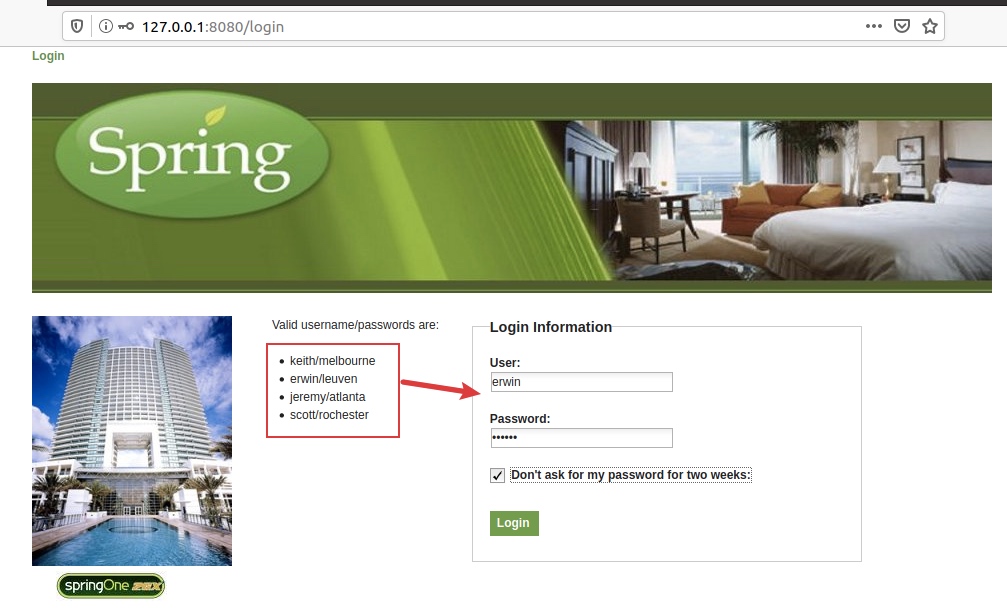 127.0.0.1:8080/login
Login
Spring
Valid username/passwords are:
keith/melbourne
erwin/leuven
jeremy/atlanta
scott/rochester
Login Information
User:
erwin
Password:
••••••
Don't ask for my password for two weeks:
Login
springOne 2GX